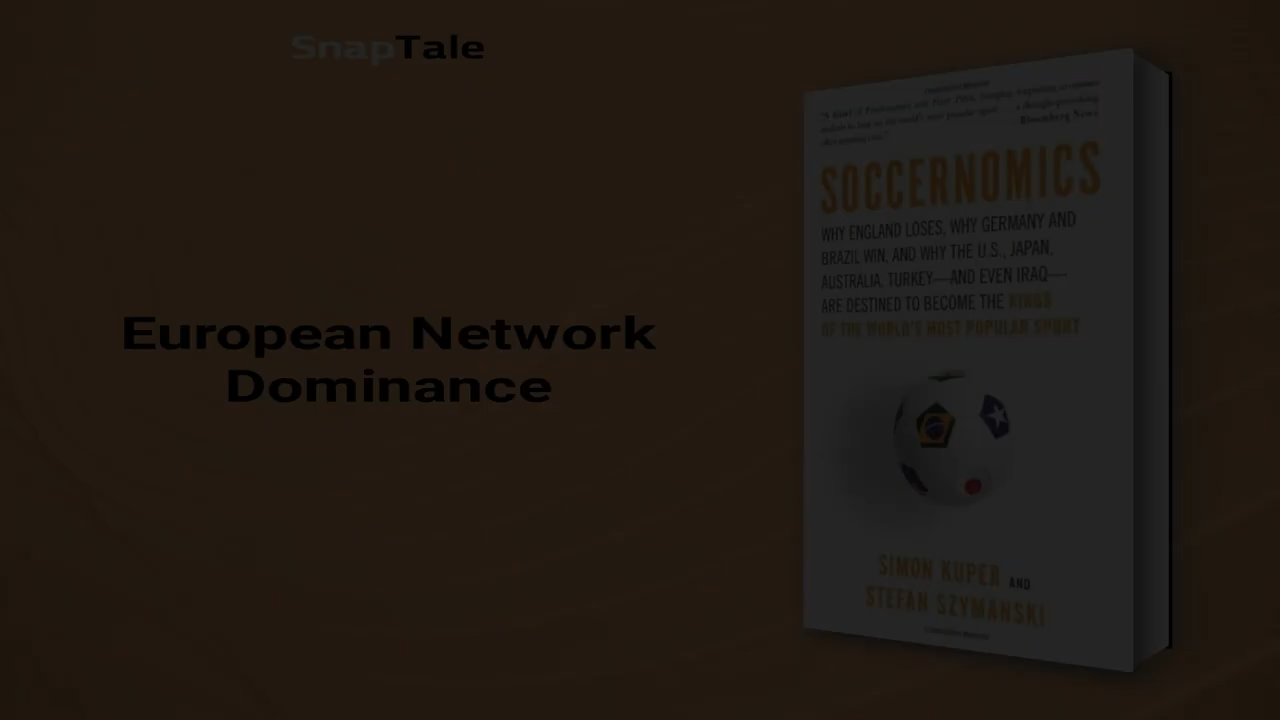 SnapTale
European Network
Dominance
Bloomberg News
SOCCERNOMICS
WHY ENGLAND LOSES, WHY GERMANY AND
BRAZIL WIN, AND WHY THE U.S., JAPAN,
AUSTRALIA, TURKEY—AND EVEN IRAQ—
ARE DESTINED TO BECOME THE KINGS
OF THE WORLD'S MOST POPULAR SPORT
SIMON KUPER AND
STEFAN SZYMANSKI